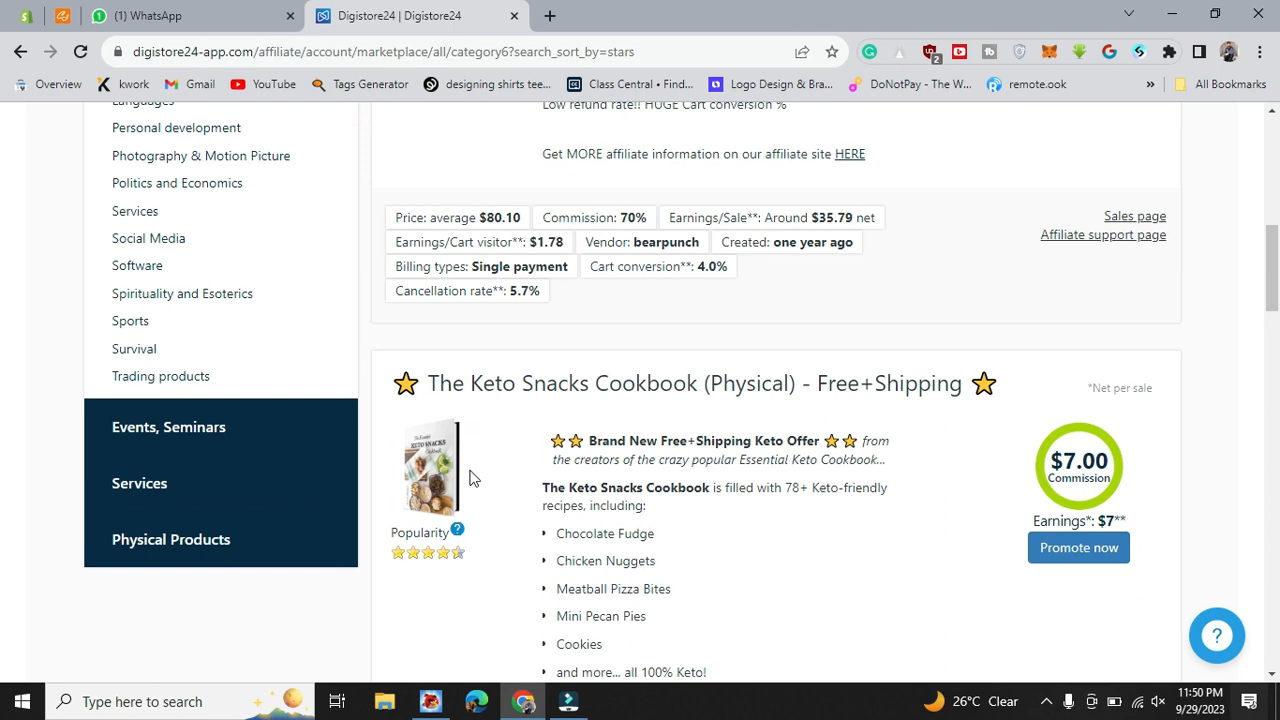 (1) WhatsApp
Digistore24 | Digistore24
digistore24-app.com/affiliate/account/marketplace/all/category6?search_sort_by=stars
2
Overview
kwork
Gmail
YouTube
Tags Generator
designing shirts tee...
Class Central • Find...
Logo Design & Bra...
DoNotPay - The W...
remote.ook
»
All Bookmarks
Languages
Personal development
Photography & Motion Picture
Politics and Economics
Services
Social Media
Software
Spirituality and Esoterics
Sports
Survival
Trading products
Events, Seminars
Services
Physical Products
Low refund rate!! HUGE Cart conversion %
Get MORE affiliate information on our affiliate site HERE
Price: average $80.10 Commission: 70% Earnings/Sale**: Around $35.79 net
Earnings/Cart visitor**: $1.78 Vendor: bearpunch Created: one year ago
Billing types: Single payment Cart conversion**: 4.0%
Cancellation rate**: 5.7%
Sales page
Affiliate support page
The Keto Snacks Cookbook (Physical) - Free+Shipping
*Net per sale
KETO SNACKS
Popularity ?
Brand New Free+Shipping Keto Offer from
the creators of the crazy popular Essential Keto Cookbook...
The Keto Snacks Cookbook is filled with 78+ Keto-friendly
recipes, including:
Chocolate Fudge
Chicken Nuggets
Meatball Pizza Bites
Mini Pecan Pies
Cookies
and more... all 100% Keto!
$7.00
Commission
Earnings*: $7**
Promote now
?
Type here to search
26°C Clear
11:50 PM
9/29/2023